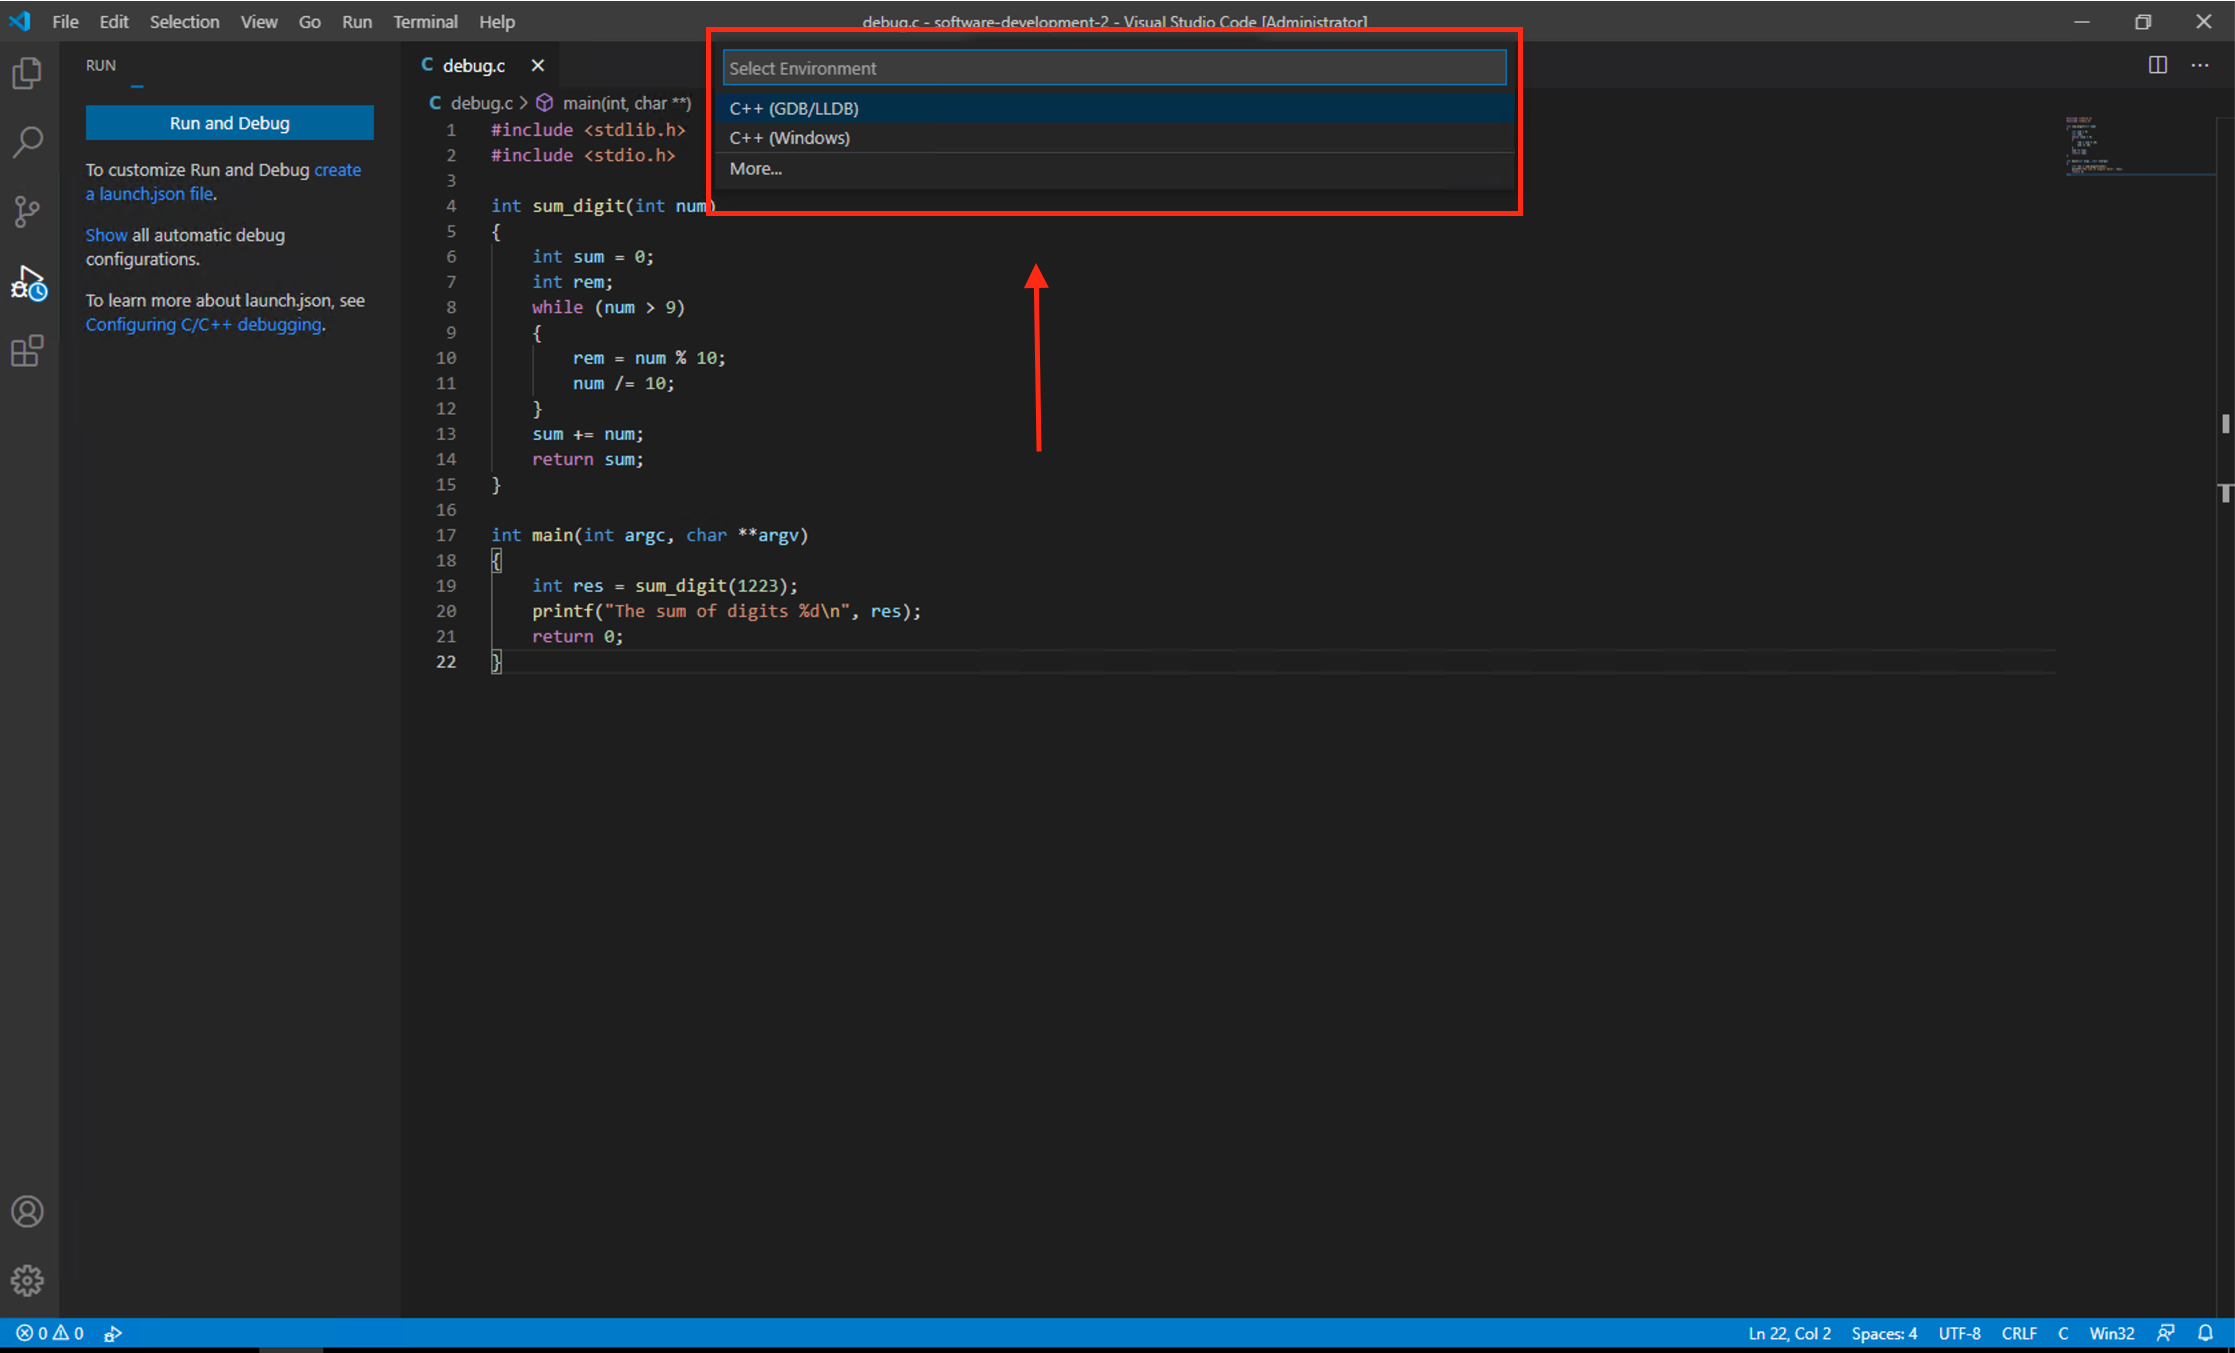 File Edit Selection View Go Run Terminal Help
debug.c - software-development-2 - Visual Studio Code [Administrator]
RUN
Run and Debug
To customize Run and Debug create
a launch.json file.
Show all automatic debug
configurations.
To learn more about launch.json, see
Configuring C/C++ debugging.
C debug.c
C debug.c > main(int, char **)
Select Environment
C++ (GDB/LLDB)
C++ (Windows)
More...
1 #include <stdlib.h>
2 #include <stdio.h>
3
4 int sum_digit(int num)
5 {
6 int sum = 0;
7 int rem;
8 while (num > 9)
9 {
10 rem = num % 10;
11 num /= 10;
12 }
13 sum += num;
14 return sum;
15 }
16
17 int main(int argc, char **argv)
18 {
19 int res = sum_digit(1223);
20 printf("The sum of digits %d\n", res);
21 return 0;
22 }
0 0
Ln 22, Col 2 Spaces: 4 UTF-8 CRLF C Win32